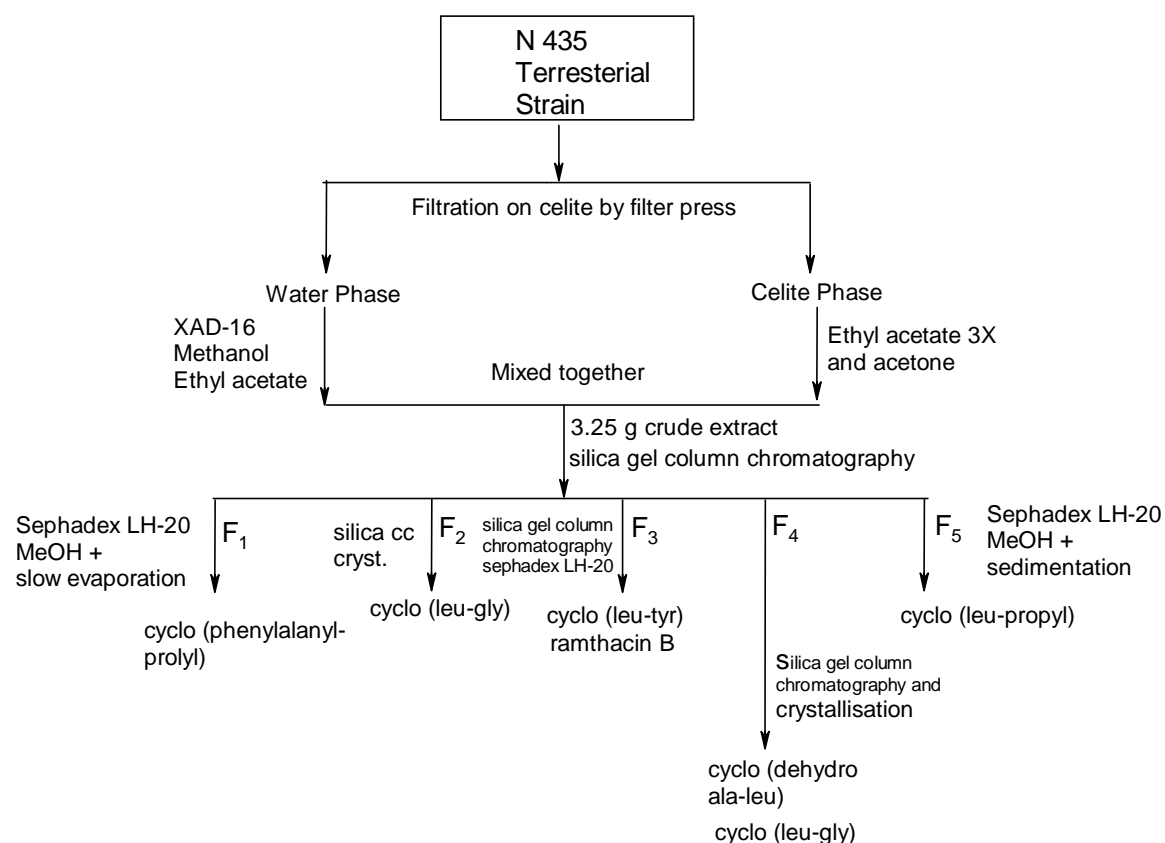 N 435
Terresterial
Strain
Filtration on celite by filter press
Water Phase
Celite Phase
XAD-16
Methanol
Ethyl acetate
Mixed together
Ethyl acetate 3X
and acetone
3.25 g crude extract
silica gel column chromatography
Sephadex LH-20
MeOH +
slow evaporation
F1
silica cc
cryst.
F2
silica gel column
chromatography
sephadex LH-20
F3
F4
F5
Sephadex LH-20
MeOH +
sedimentation
cyclo (phenylalanyl-
prolyl)
cyclo (leu-gly)
cyclo (leu-tyr)
ramthacin B
cyclo (leu-propyl)
Silica gel column
chromatography and
crystallisation
cyclo (dehydro
ala-leu)
cyclo (leu-gly)